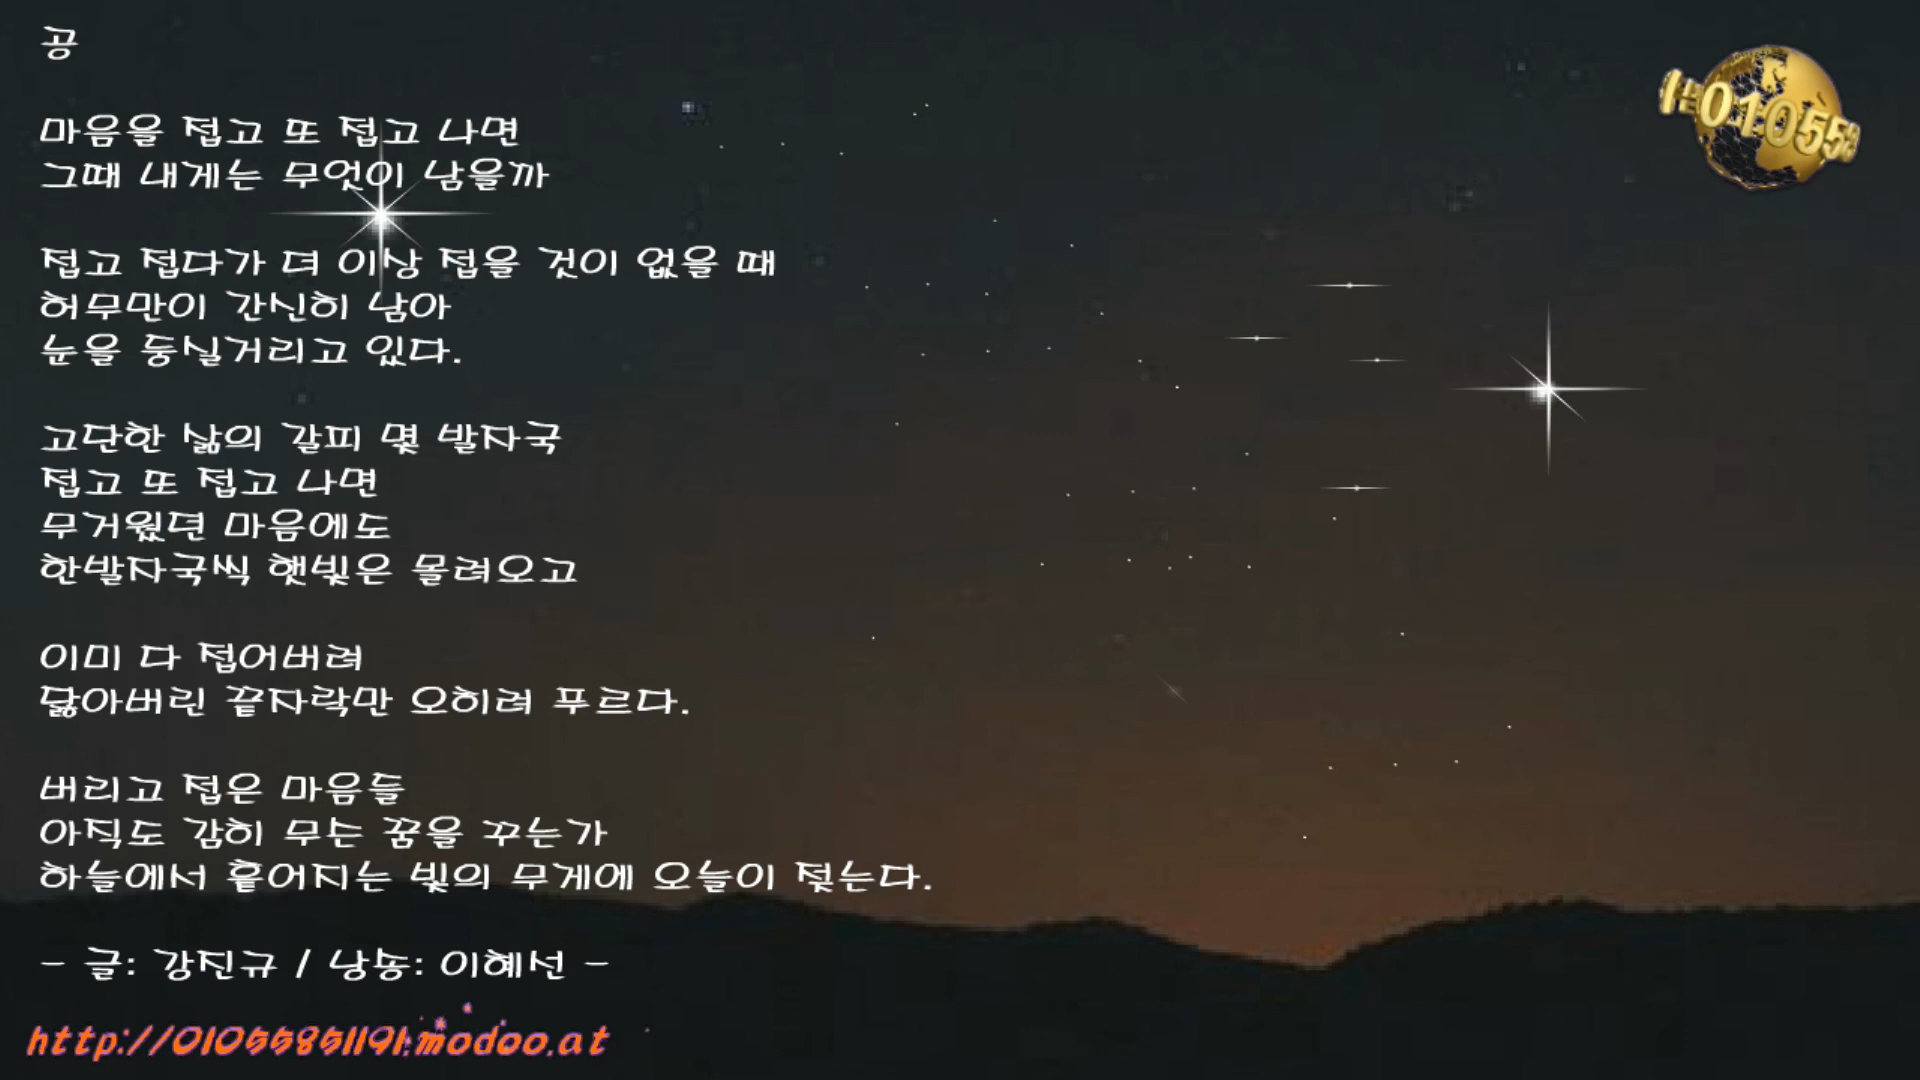 공
마음을 접고 또 접고 나면
그때 내게는 무엇이 남을까
접고 접다가 더 이상 접을 것이 없을 때
허무만이 간신히 남아
눈을 둥실거리고 있다.
고단한 삶의 갈피 몇 발자국
접고 또 접고 나면
무거웠던 마음에도
한발자국씩 햇빛은 몰려오고
이미 다 접어버려
닳아버린 끝자락만 오히려 푸르다.
버리고 접은 마음들
아직도 감히 무슨 꿈을 꾸는가
하늘에서 흩어지는 빛의 무게에 오늘이 젖는다.
- 글: 강진규 / 낭송: 이혜선 -
http://01055851191.modoo.at